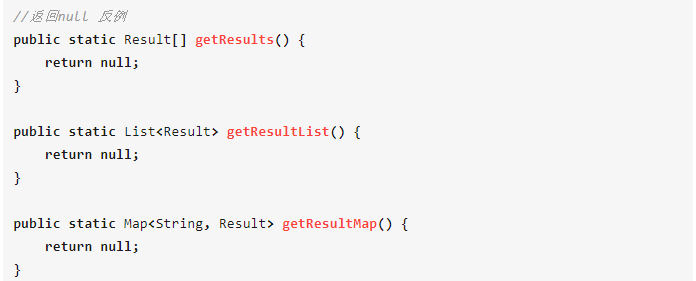 //返回null 反例
public static Result[] getResults() {
    return null;
}
public static List<Result> getResultList() {
    return null;
}
public static Map<String, Result> getResultMap() {
    return null;
}